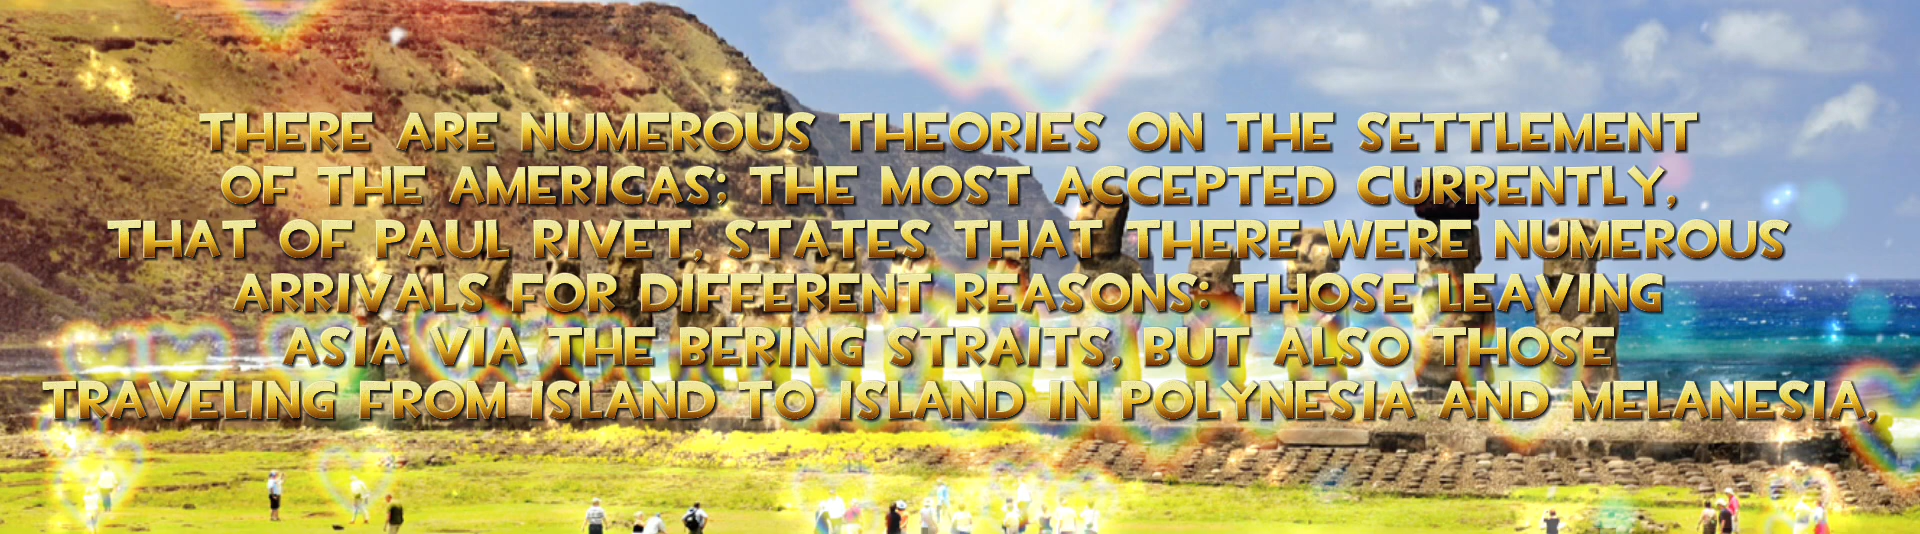 THERE ARE NUMEROUS THEORIES ON THE SETTLEMENT
OF THE AMERICAS; THE MOST ACCEPTED CURRENTLY,
THAT OF PAUL RIVET, STATES THAT THERE WERE NUMEROUS
ARRIVALS FOR DIFFERENT REASONS: THOSE LEAVING
ASIA VIA THE BERING STRAITS, BUT ALSO THOSE
TRAVELING FROM ISLAND TO ISLAND IN POLYNESIA AND MELANESIA,